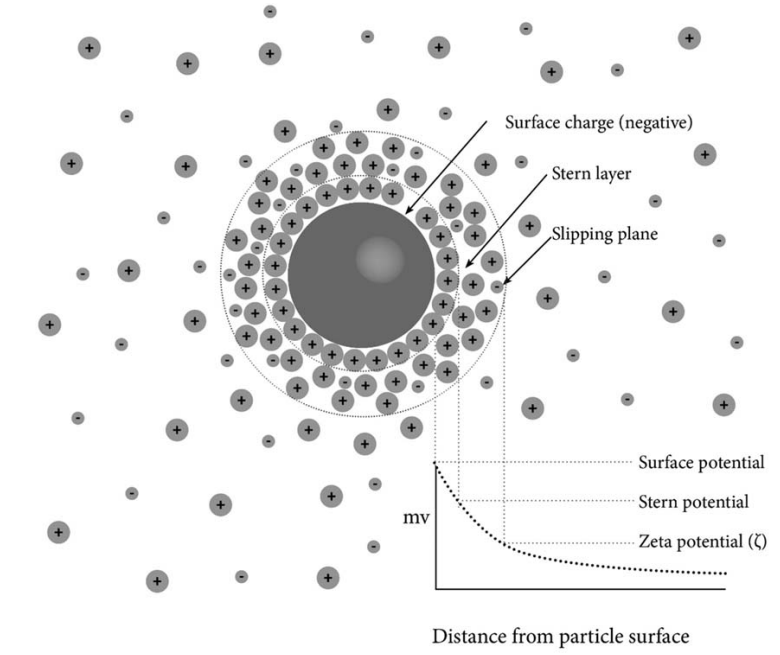 Surface charge (negative)
Stern layer
Slipping plane
Surface potential
Stern potential
mv
Zeta potential (ζ)
Distance from particle surface